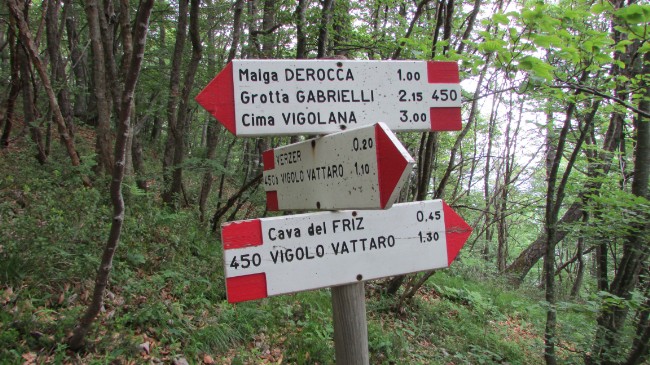 Malga DEROCCA 1.00
Grotta GABRIELLI 2.15 450
Cima VIGOLANA 3.00
VERZER 0.20
450a VIGOLO VATTARO 1.10
Cava del FRIZ 0.45
450 VIGOLO VATTARO 1.30